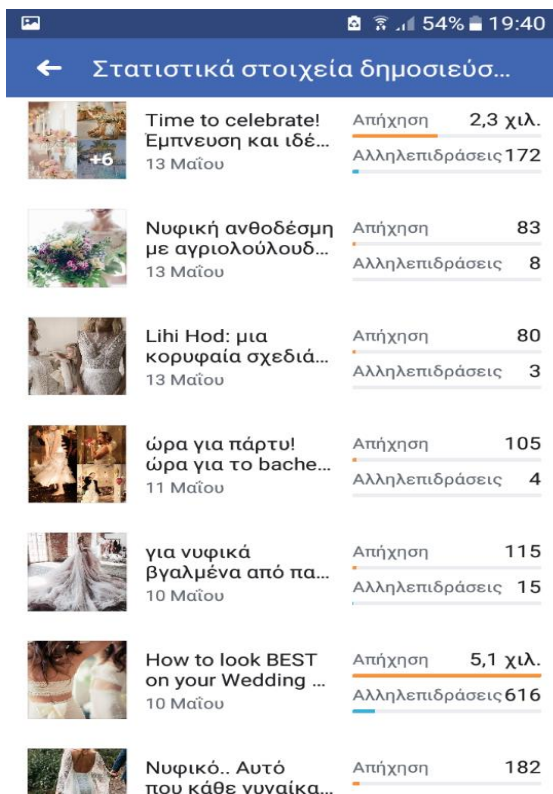 54% 19:40
Στατιστικά στοιχεία δημοσιεύσ...
+6
Time to celebrate!
Έμπνευση και ιδέ...
13 Μαΐου
Απήχηση 2,3 χιλ.
Αλληλεπιδράσεις 172
Νυφική ανθοδέσμη
με αγριολούλουδ...
13 Μαΐου
Απήχηση 83
Αλληλεπιδράσεις 8
Lihi Hod: μια
κορυφαία σχεδιά...
13 Μαΐου
Απήχηση 80
Αλληλεπιδράσεις 3
ώρα για πάρτυ!
ώρα για το bache...
11 Μαΐου
Απήχηση 105
Αλληλεπιδράσεις 4
για νυφικά
βγαλμένα από πα...
10 Μαΐου
Απήχηση 115
Αλληλεπιδράσεις 15
How to look BEST
on your Wedding ...
10 Μαΐου
Απήχηση 5,1 χιλ.
Αλληλεπιδράσεις 616
Νυφικό.. Αυτό
που κάθε γυναίκα...
Απήχηση 182